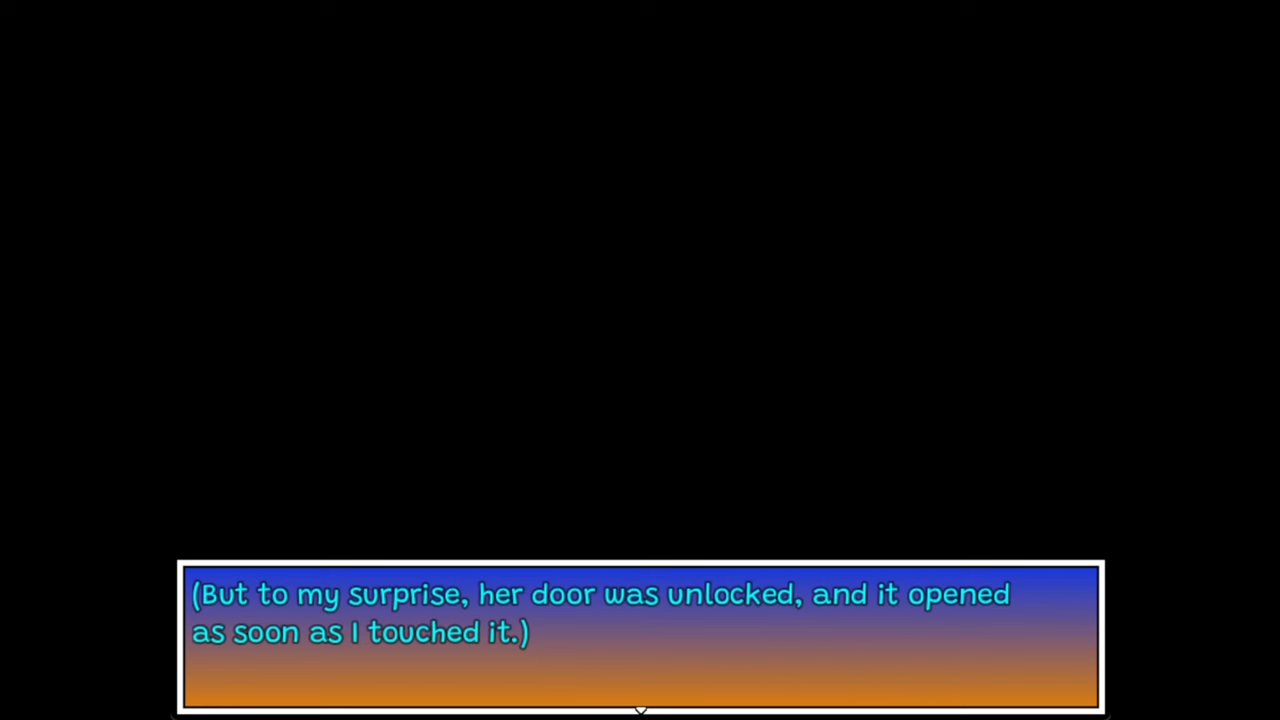 (But to my surprise, her door was unlocked, and it opened
as soon as I touched it.)